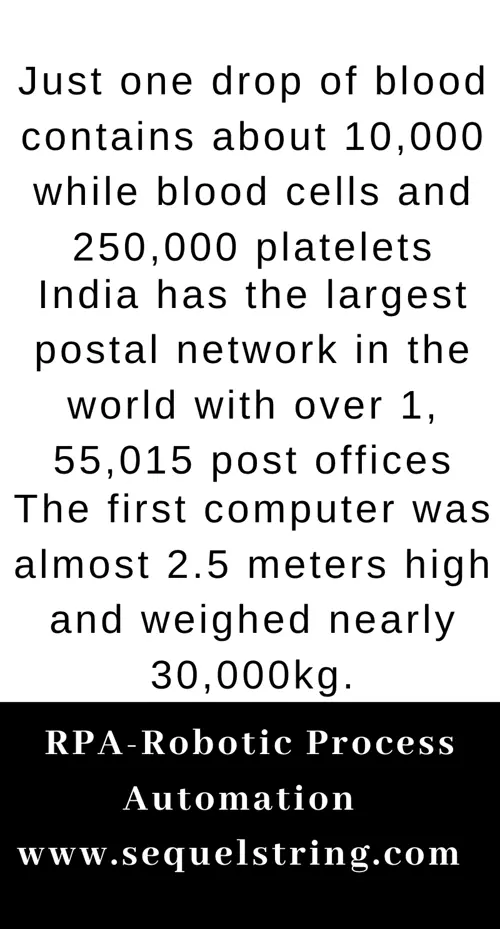 Just one drop of blood
contains about 10,000
while blood cells and
250,000 platelets
India has the largest
postal network in the
world with over 1,
55,015 post offices
The first computer was
almost 2.5 meters high
and weighed nearly
30,000kg.
RPA-Robotic Process
Automation
www.sequelstring.com